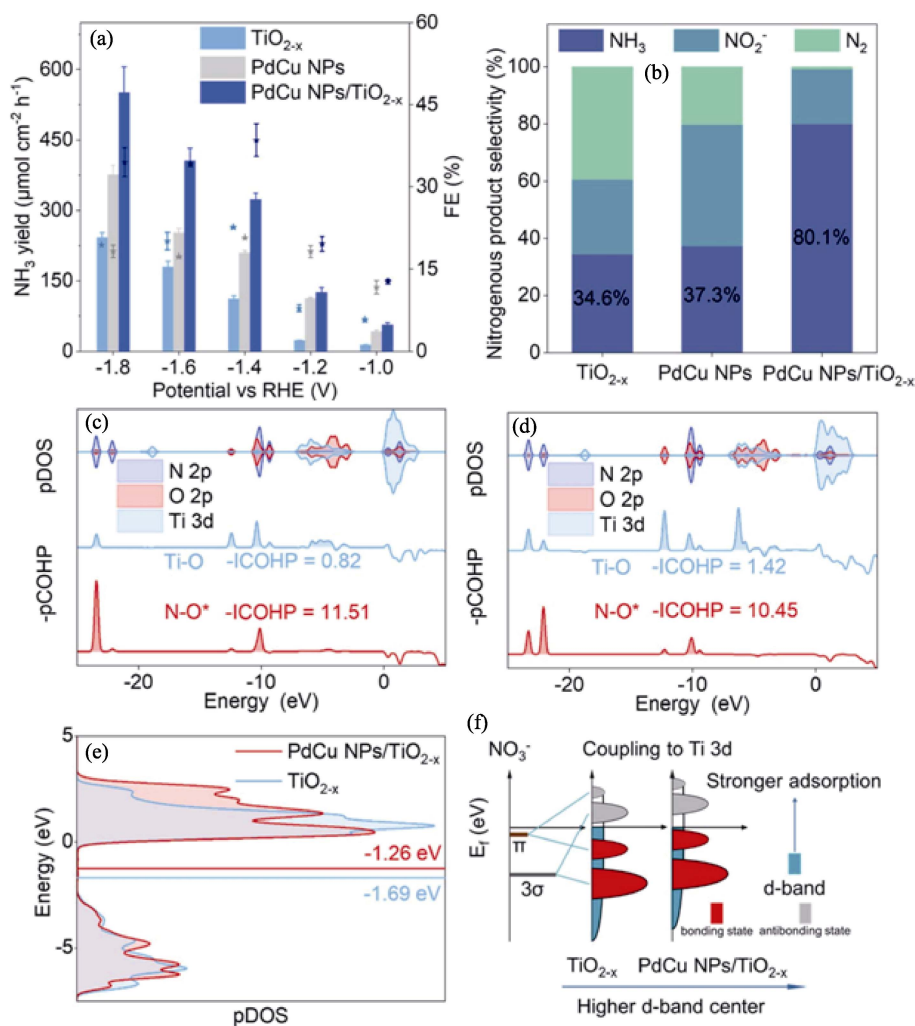 (a)
TiO2-x
PdCu NPs
PdCu NPs/TiO2-x
NH3 yield (μmol cm⁻² h⁻¹)
600
450
300
150
0
60
45
30
15
0
FE (%)
-1.8 -1.6 -1.4 -1.2 -1.0
Potential vs RHE (V)
NH3 NO2⁻ N2
(b)
Nitrogenous product selectivity (%)
100
80
60
40
20
0
34.6%
37.3%
80.1%
TiO2-x PdCu NPs PdCu NPs/TiO2-x
(c)
pDOS
N 2p
O 2p
Ti 3d
-pCOHP
Ti-O -ICOHP = 0.82
N-O* -ICOHP = 11.51
-20 -10 0
Energy (eV)
(d)
pDOS
N 2p
O 2p
Ti 3d
-pCOHP
Ti-O -ICOHP = 1.42
N-O* -ICOHP = 10.45
-20 -10 0
Energy (eV)
(e)
PdCu NPs/TiO2-x
TiO2-x
Energy (eV)
5
0
-5
-1.26 eV
-1.69 eV
pDOS
(f)
NO3⁻ Coupling to Ti 3d
Ef (eV)
π
3σ
Stronger adsorption
d-band
bonding state antibonding state
TiO2-x PdCu NPs/TiO2-x
Higher d-band center